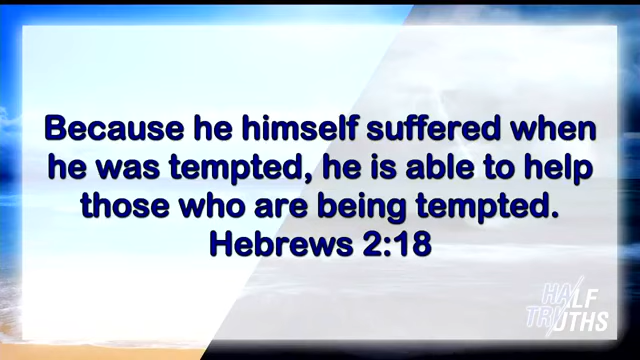 Because he himself suffered when
he was tempted, he is able to help
those who are being tempted.
Hebrews 2:18
HALF
TRUTHS